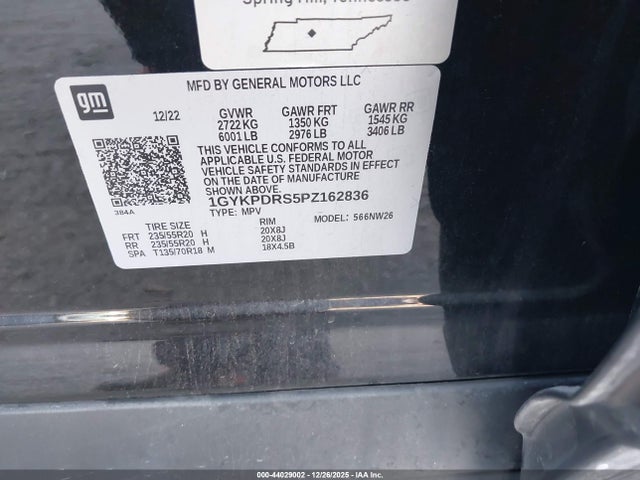 Spring Hill, Tennessee
gm
MFD BY GENERAL MOTORS LLC
12/22 GVWR GAWR FRT GAWR RR
2722 KG 1350 KG 1545 KG
6001 LB 2976 LB 3406 LB
THIS VEHICLE CONFORMS TO ALL
APPLICABLE U.S. FEDERAL MOTOR
VEHICLE SAFETY STANDARDS IN EFFECT
ON THE DATE OF MANUFACTURE
SHOWN ABOVE.
1GYKPDRS5PZ162836
384A
TYPE: MPV MODEL: 566NW26
TIRE SIZE RIM
FRT 235/55R20 H 20X8J
RR 235/55R20 H 20X8J
SPA T135/70R18 M 18X4.5B
000-44029002 - 12/26/2025 - IAA Inc.